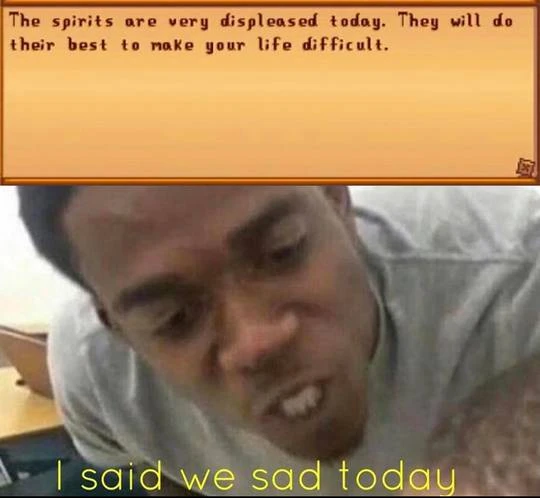 The spirits are very displeased today. They will do
their best to make your life difficult.
I said we sad today